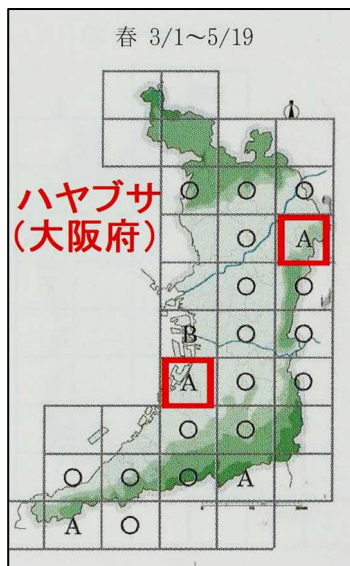 春 3/1～5/19
○ ○ ○
ハヤブサ
(大阪府)
○ A
○ ○
B ○ ○
A ○ ○
○ ○
○ ○ ○ A
A ○